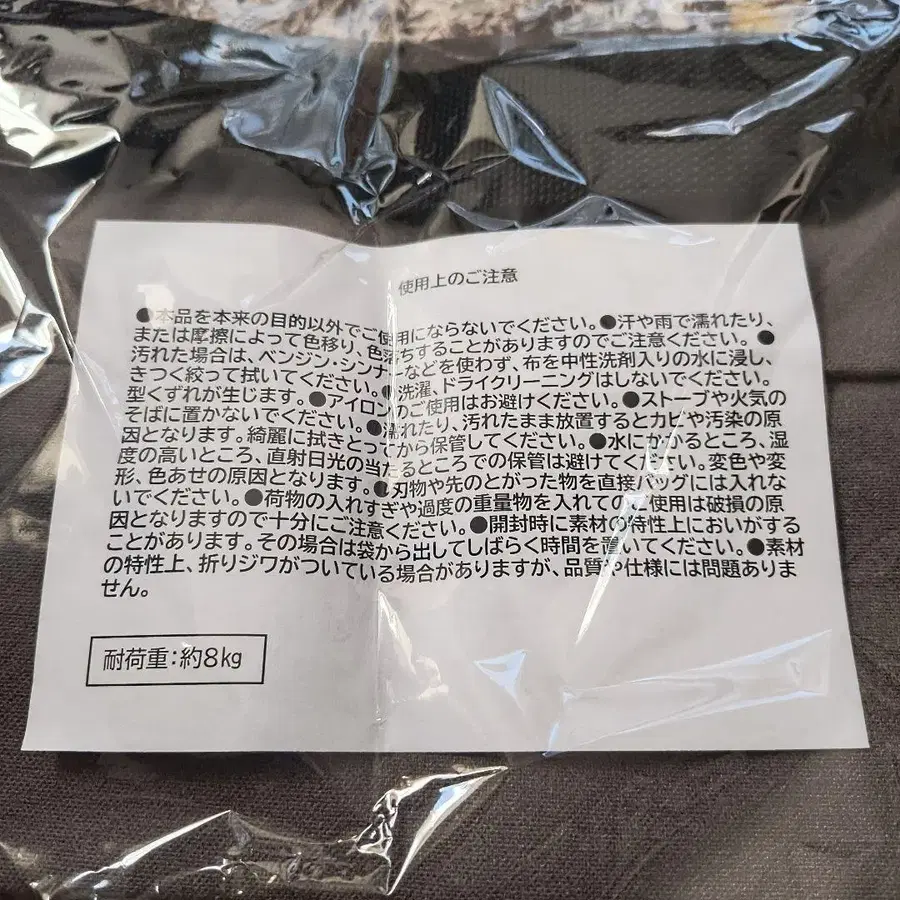 使用上のご注意
●本品を本来の目的以外でご使用にならないでください。●汗や雨で濡れたり、
または摩擦によって色移り、色落ちすることがありますのでご注意ください。●
汚れた場合は、ベンジン・シンナーなどを使わず、布を中性洗剤入りの水に浸し、
きつく絞って拭いてください。●洗濯、ドライクリーニングはしないでください。
型くずれが生じます。●アイロンのご使用はお避けください。●ストーブや火気の
そばに置かないでください。●濡れたり、汚れたまま放置するとカビや汚染の原
因となります。綺麗に拭きとってから保管してください。●水にかかるところ、湿
度の高いところ、直射日光の当たるところでの保管は避けてください。変色や変
形、色あせの原因となります。●刃物や先のとがった物を直接バッグには入れな
いでください。●荷物の入れすぎや過度の重量物を入れてのご使用は破損の原
因となりますので十分にご注意ください。●開封時に素材の特性上においがする
ことがあります。その場合は袋から出してしばらく時間を置いてください。●素材
の特性上、折りジワがついている場合がありますが、品質や仕様には問題ありま
せん。
耐荷重:約8kg